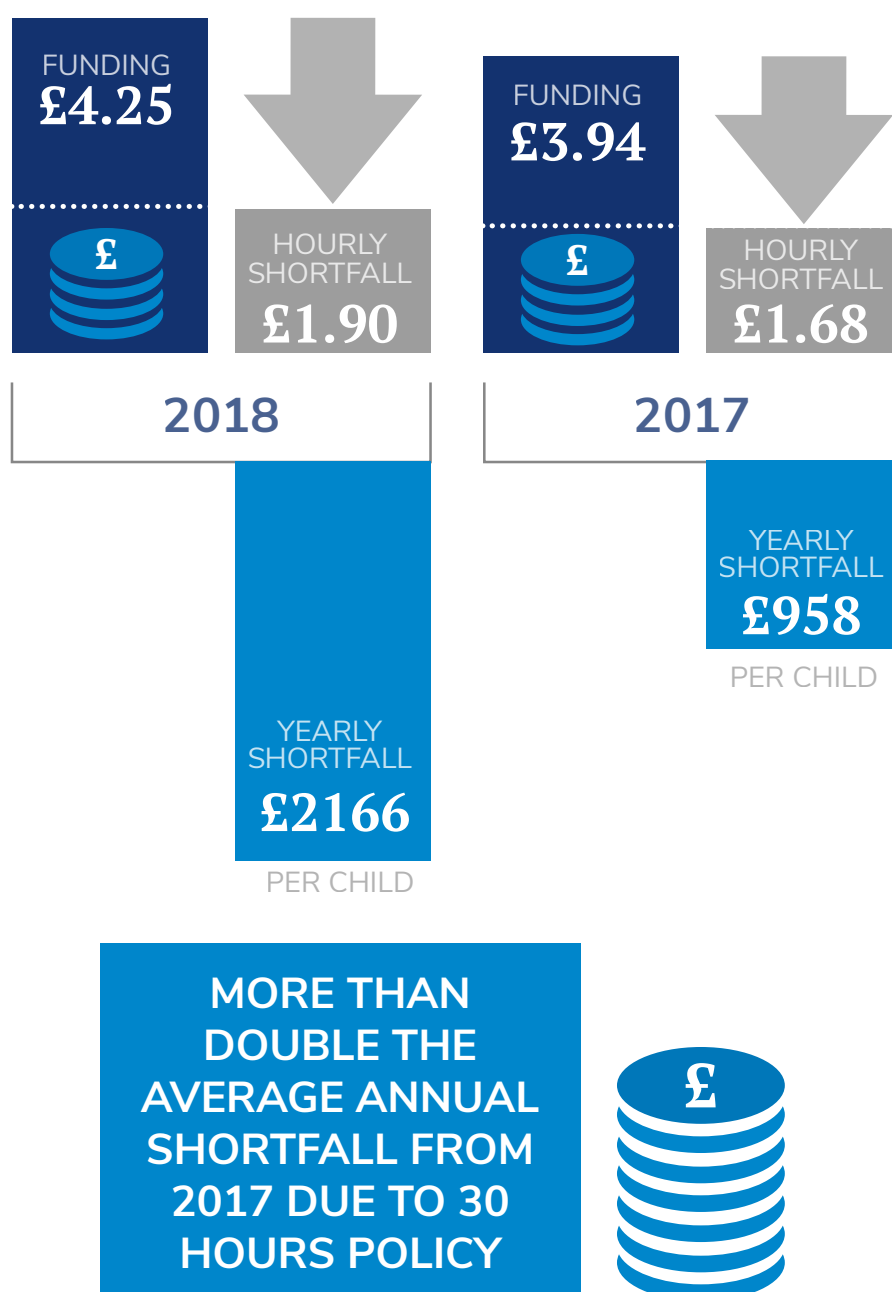 FUNDING
£4.25
£
HOURLY
SHORTFALL
£1.90
2018
YEARLY
SHORTFALL
£2166
PER CHILD
FUNDING
£3.94
£
HOURLY
SHORTFALL
£1.68
2017
YEARLY
SHORTFALL
£958
PER CHILD
MORE THAN
DOUBLE THE
AVERAGE ANNUAL
SHORTFALL FROM
2017 DUE TO 30
HOURS POLICY
£